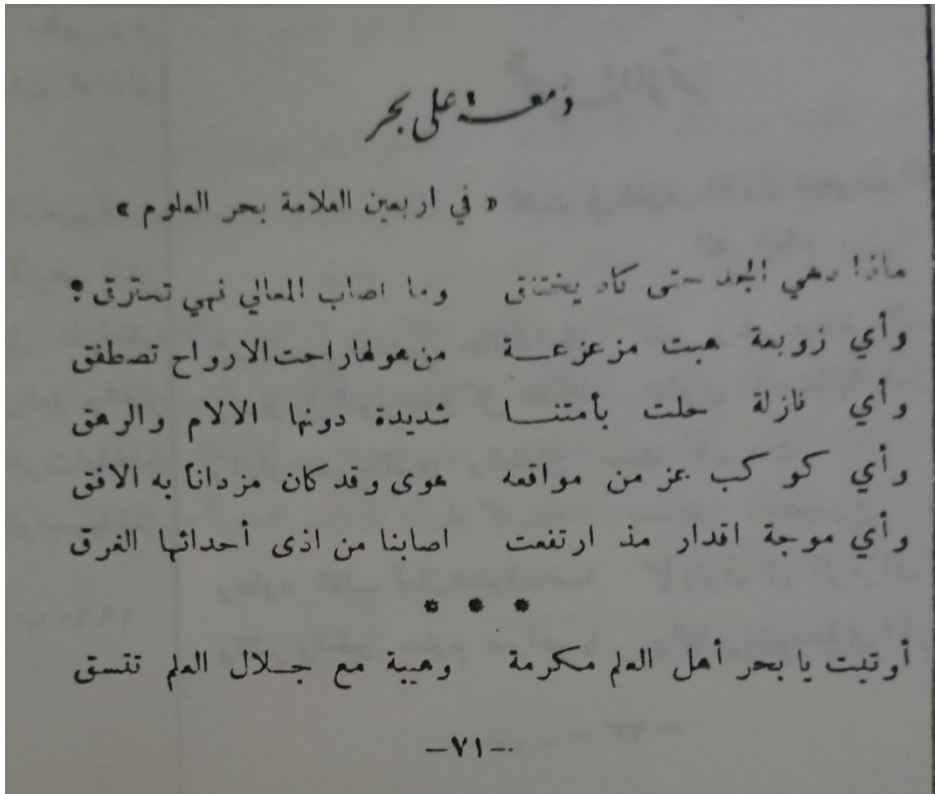 دمعة على بحر
« في اربعين العلامة بحر العلوم »
ماذا دهي المجد حتى كاد يختنق وما اصاب المعالي فهي تحترق ؟
وأي زوبعة هبت مزعزعة من هولها راحت الارواح تصطفق
وأي نازلة حلت بأمتنا شديدة دونها الالام والرهق
وأي كوكب عز من مواقعه هوى وقد كان مزداناً به الافق
وأي موجة اقدار مذ ارتفعت اصابنا من اذى أحداثها الغرق
* * *
أوتيت يا بحر أهل العلم مكرمة وهيبة مع جلال العلم تتسق
-٧١-